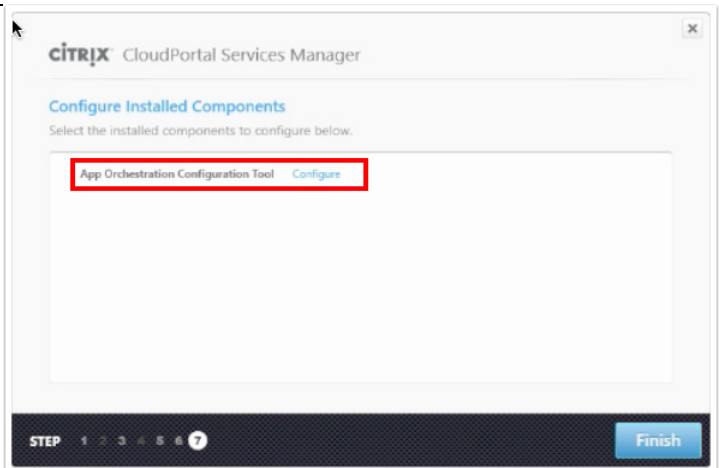 CITRIX CloudPortal Services Manager
Configure Installed Components
Select the installed components to configure below.
App Orchestration Configuration Tool Configure
STEP 1 2 3 4 5 6 7 Finish